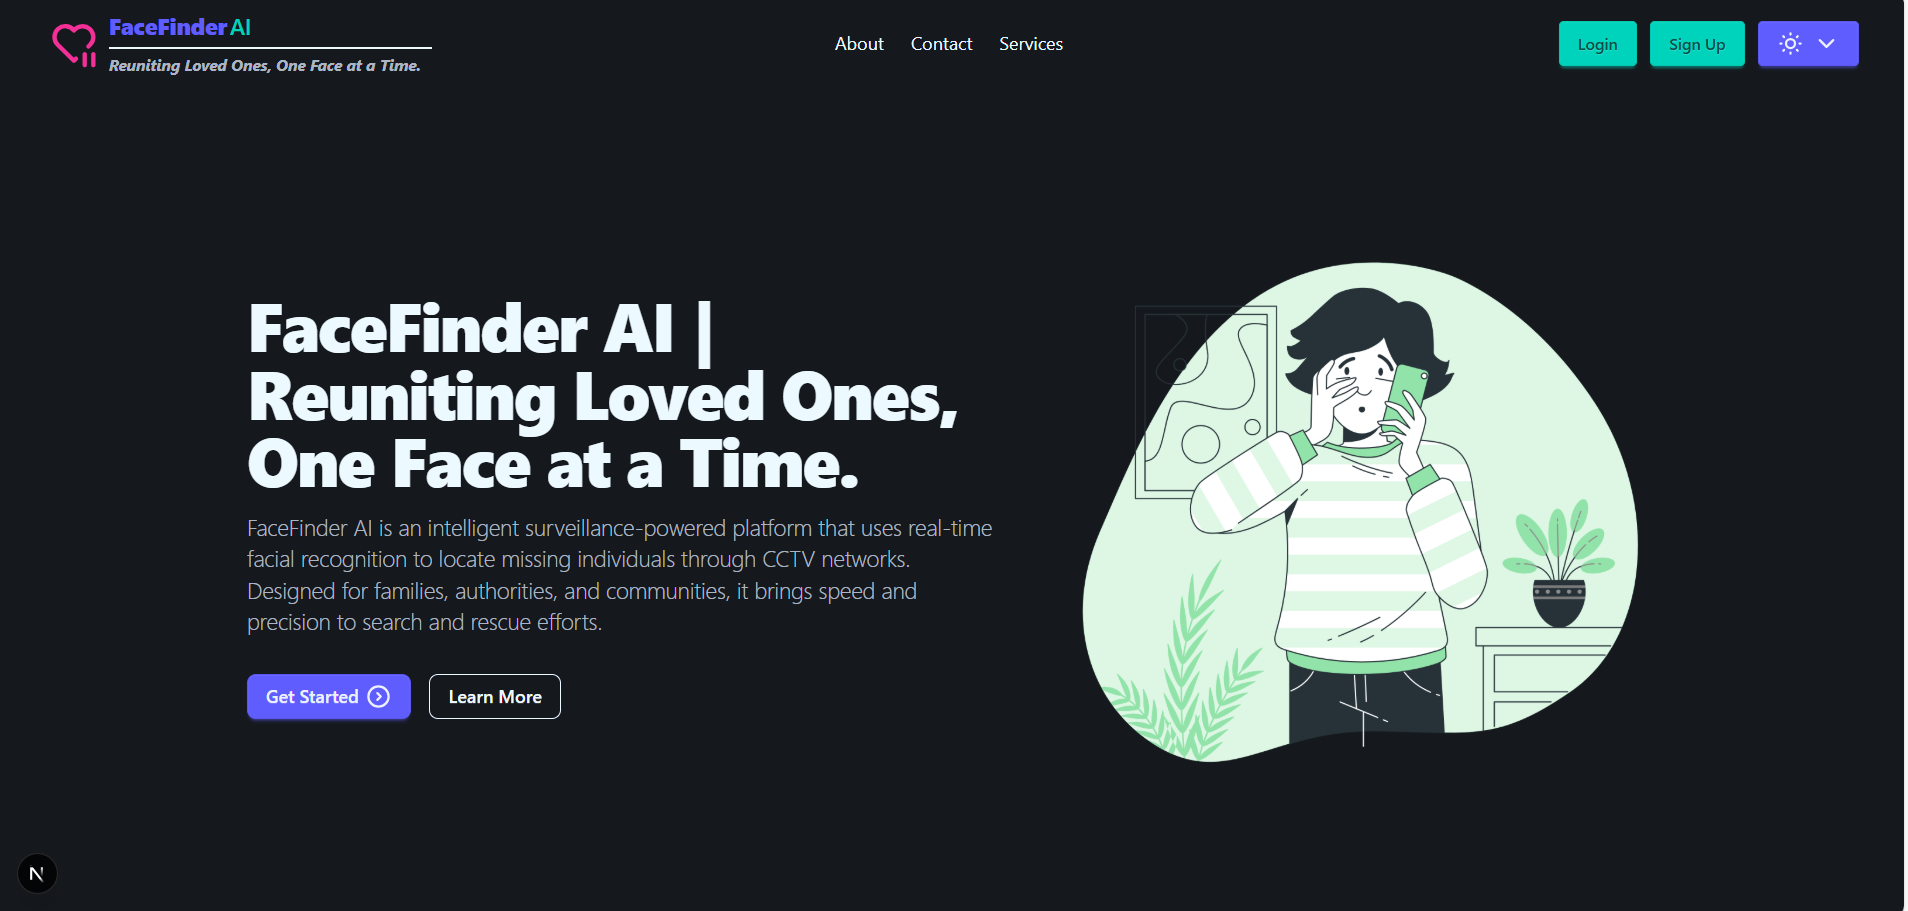 FaceFinder AI
Reuniting Loved Ones, One Face at a Time.
About
Contact
Services
Login
Sign Up
FaceFinder AI |
Reuniting Loved Ones,
One Face at a Time.
FaceFinder AI is an intelligent surveillance-powered platform that uses real-time
facial recognition to locate missing individuals through CCTV networks.
Designed for families, authorities, and communities, it brings speed and
precision to search and rescue efforts.
Get Started
Learn More
N